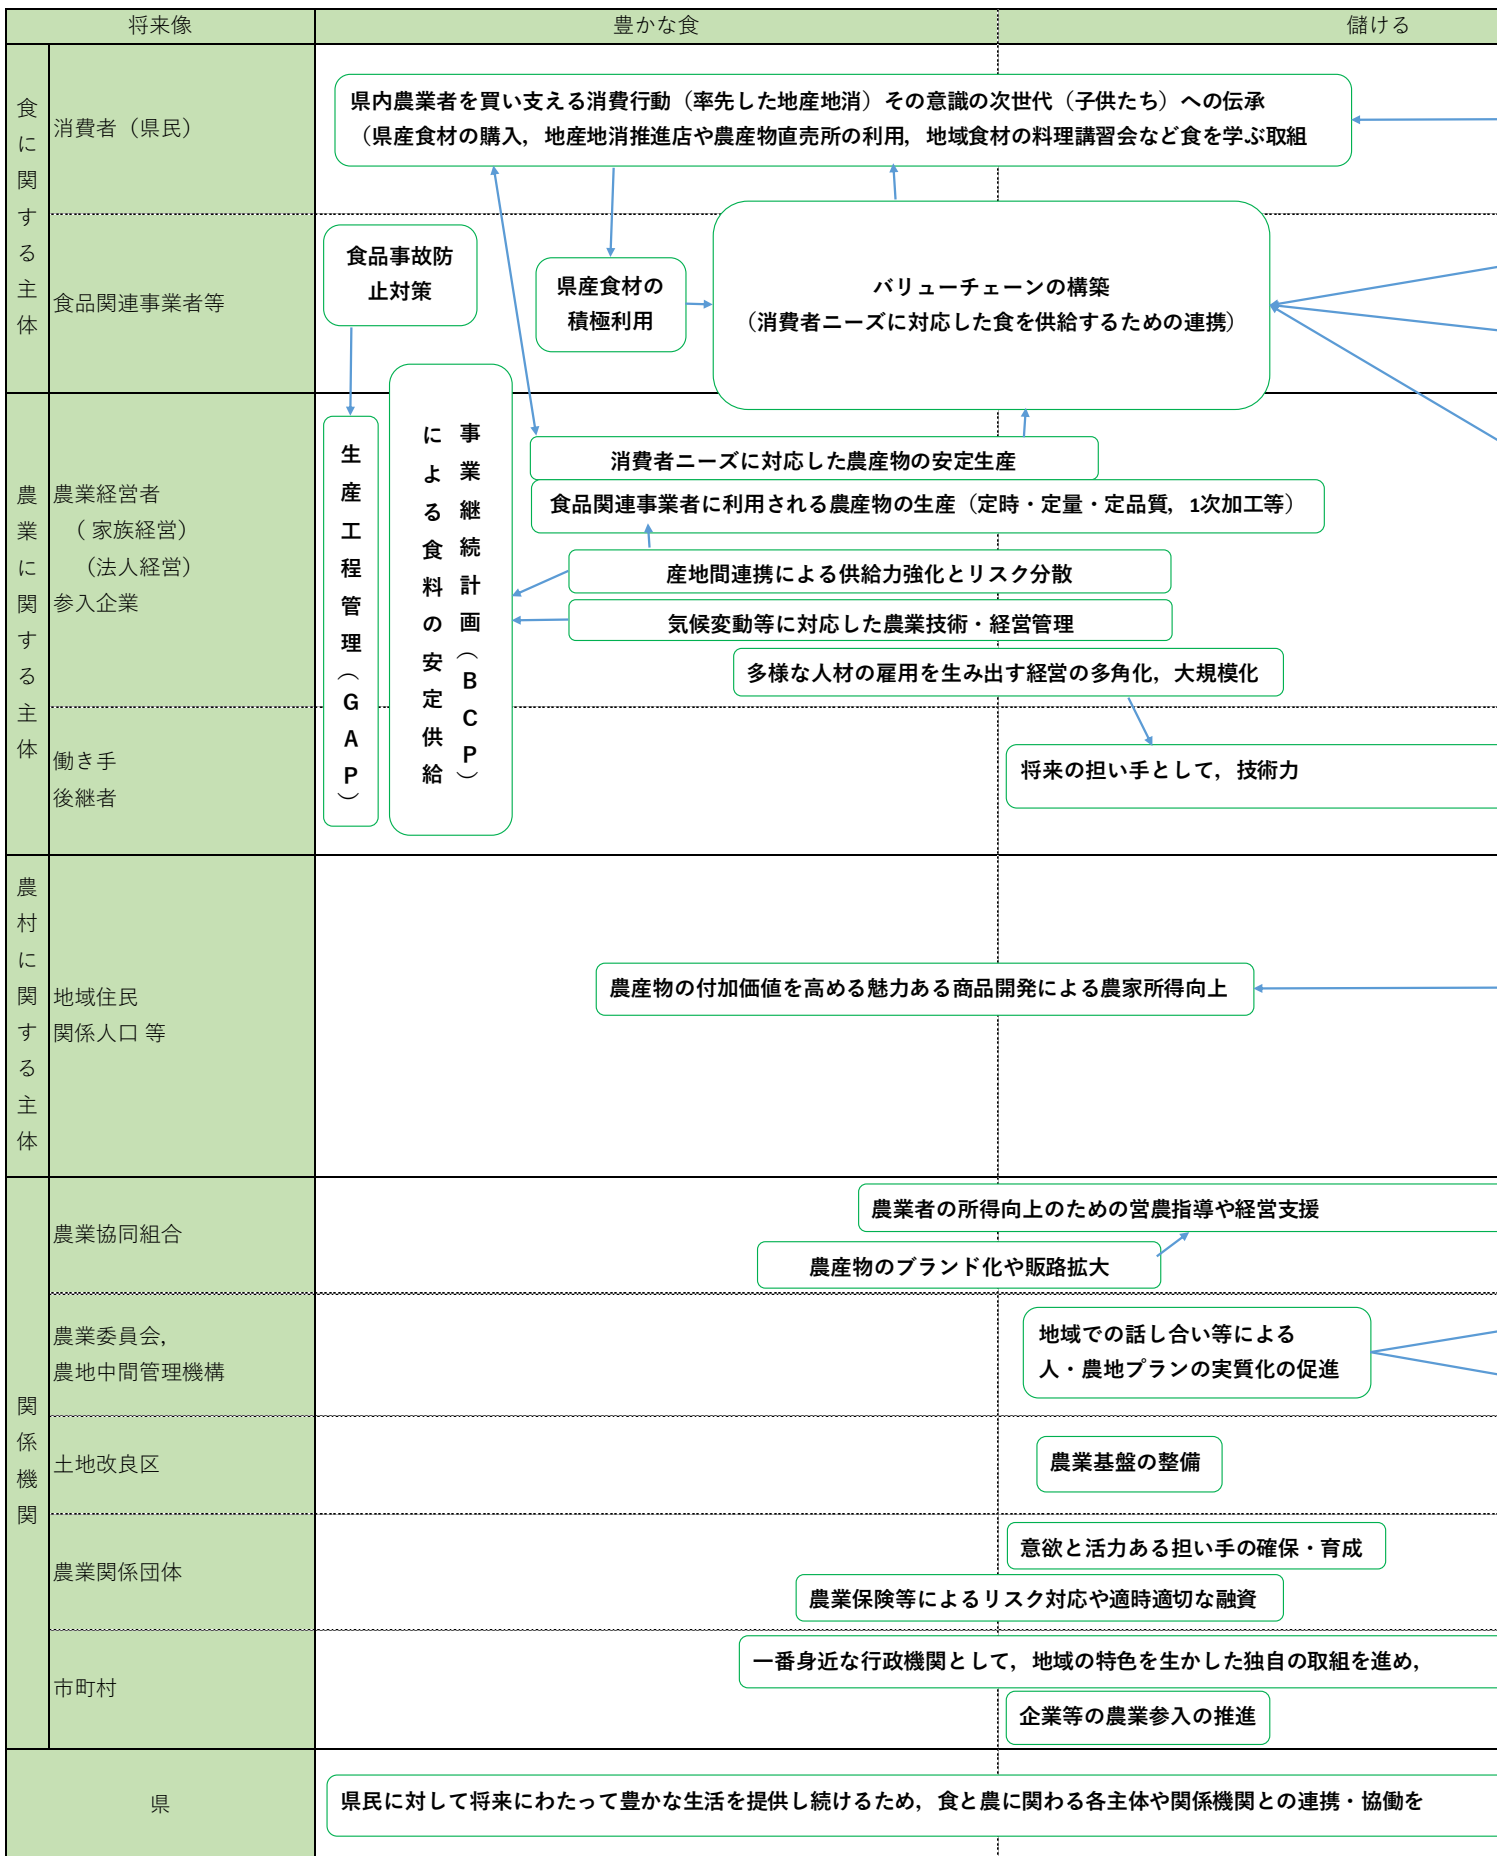 将来像
豊かな食
儲ける
食に関する主体
消費者（県民）
県内農業者を買い支える消費行動（率先した地産地消）その意識の次世代（子供たち）への伝承
（県産食材の購入，地産地消推進店や農産物直売所の利用，地域食材の料理講習会など食を学ぶ取組
食品関連事業者等
食品事故防
止対策
県産食材の
積極利用
バリューチェーンの構築
（消費者ニーズに対応した食を供給するための連携）
農業に関する主体
農業経営者
（ 家族経営）
（法人経営）
参入企業
生産工程管理（GAP）
事業継続計画（BCP）
による食料の安定供給
消費者ニーズに対応した農産物の安定生産
食品関連事業者に利用される農産物の生産（定時・定量・定品質，1次加工等）
産地間連携による供給力強化とリスク分散
気候変動等に対応した農業技術・経営管理
多様な人材の雇用を生み出す経営の多角化，大規模化
働き手
後継者
将来の担い手として，技術力
農村に関する主体
地域住民
関係人口 等
農産物の付加価値を高める魅力ある商品開発による農家所得向上
関係機関
農業協同組合
農業者の所得向上のための営農指導や経営支援
農産物のブランド化や販路拡大
農業委員会，
農地中間管理機構
地域での話し合い等による
人・農地プランの実質化の促進
土地改良区
農業基盤の整備
農業関係団体
意欲と活力ある担い手の確保・育成
農業保険等によるリスク対応や適時適切な融資
市町村
一番身近な行政機関として，地域の特色を生かした独自の取組を進め，
企業等の農業参入の推進
県
県民に対して将来にわたって豊かな生活を提供し続けるため，食と農に関わる各主体や関係機関との連携・協働を